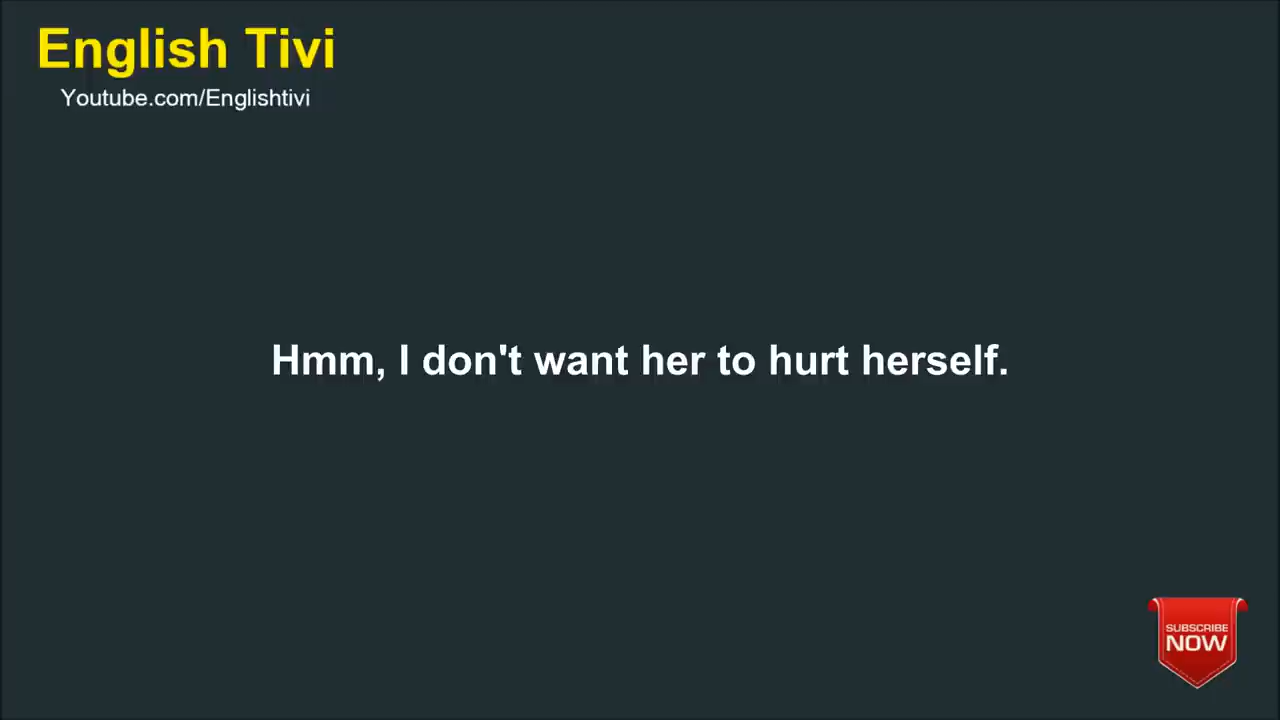 English Tivi
Youtube.com/Englishtivi
Hmm, I don't want her to hurt herself.
SUBSCRIBE
NOW